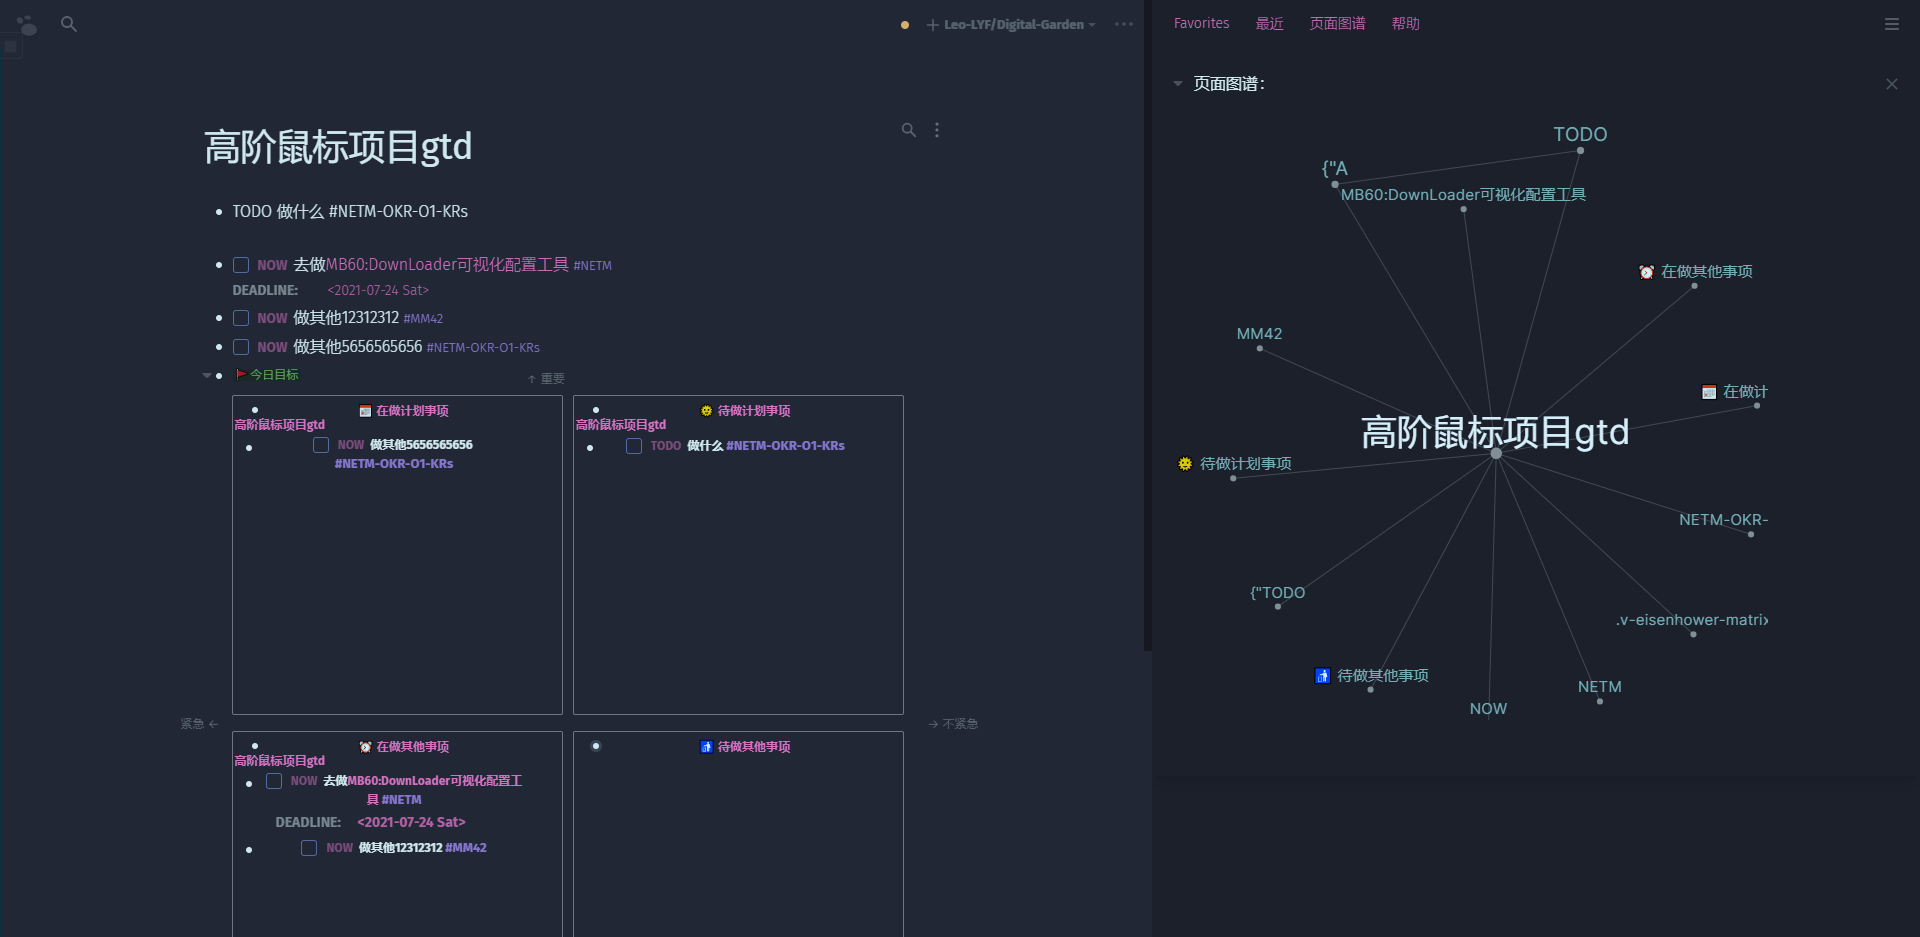 Leo-LYF/Digital-Garden
高阶鼠标项目gtd
TODO 做什么 #NETM-OKR-O1-KRs
NOW 去做MB60:DownLoader可视化配置工具 #NETM
DEADLINE: <2021-07-24 Sat>
NOW 做其他12312312 #MM42
NOW 做其他5656565656 #NETM-OKR-O1-KRs
🚩 今日目标
↑ 重要
🗓 在做计划事项
高阶鼠标项目gtd
NOW 做其他5656565656
#NETM-OKR-O1-KRs
🌞 待做计划事项
高阶鼠标项目gtd
TODO 做什么 #NETM-OKR-O1-KRs
紧急 ←
→ 不紧急
⏰ 在做其他事项
高阶鼠标项目gtd
NOW 去做MB60:DownLoader可视化配置工
具 #NETM
DEADLINE: <2021-07-24 Sat>
NOW 做其他12312312 #MM42
🚮 待做其他事项
Favorites 最近 页面图谱 帮助
页面图谱:
TODO
{"A
MB60:DownLoader可视化配置工具
⏰ 在做其他事项
MM42
🗓 在做计
高阶鼠标项目gtd
🌞 待做计划事项
NETM-OKR-
{"TODO
.v-eisenhower-matrix
🚮 待做其他事项
NETM
NOW